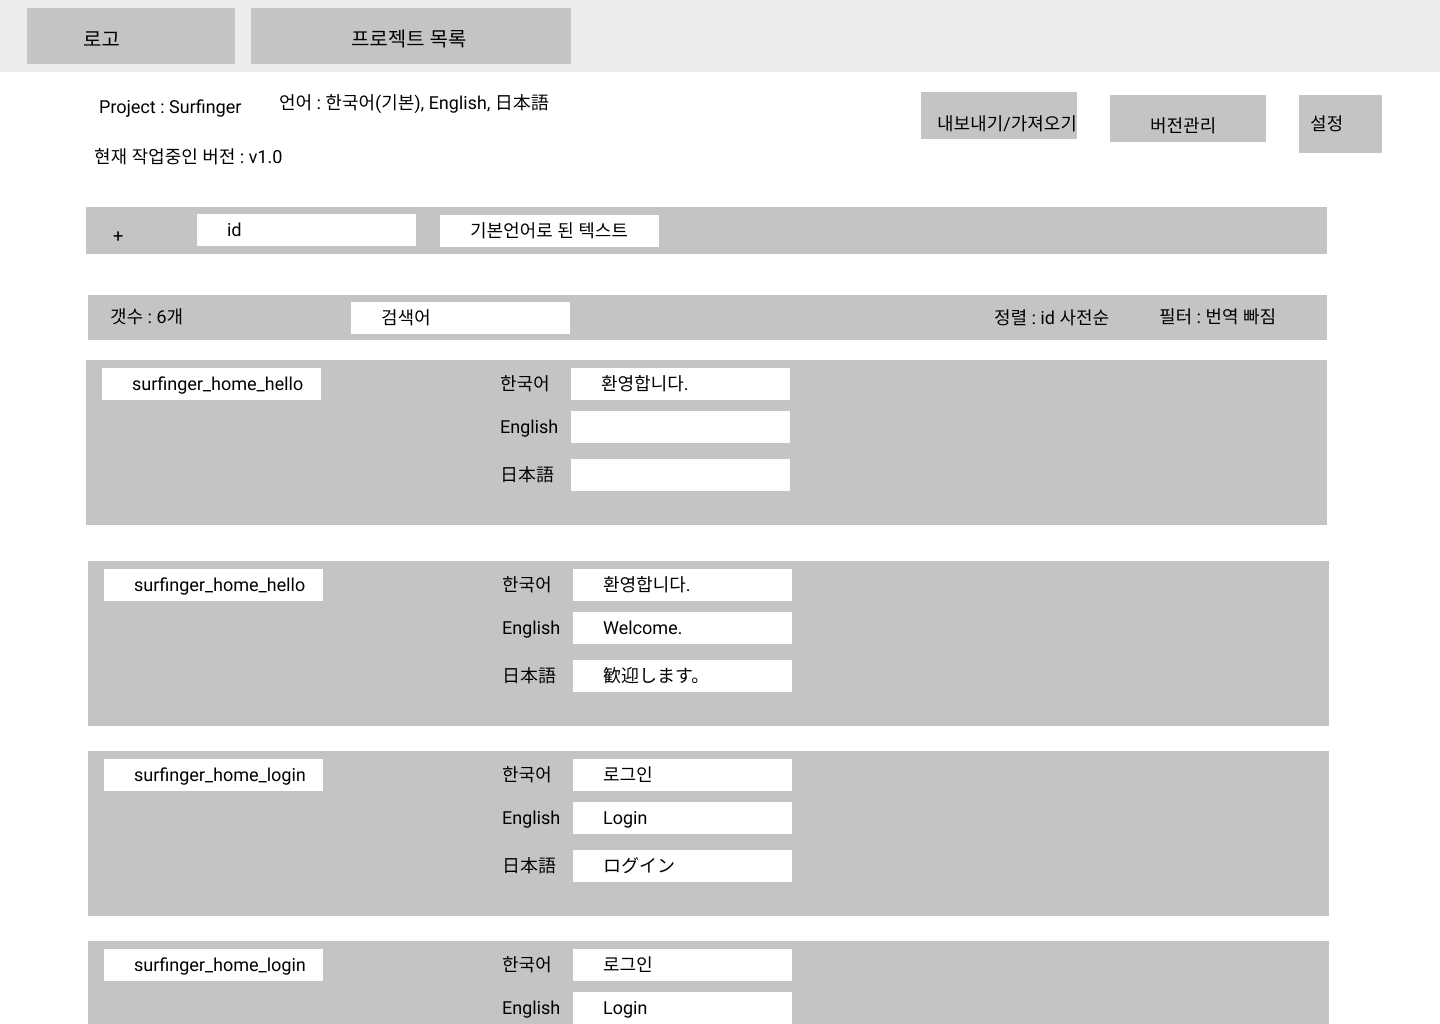 로고
프로젝트 목록
Project : Surfinger
언어 : 한국어(기본), English, 日本語
내보내기/가져오기
버전관리
설정
현재 작업중인 버전 : v1.0
+
id
기본언어로 된 텍스트
갯수 : 6개
검색어
정렬 : id 사전순
필터 : 번역 빠짐
surfinger_home_hello
한국어
환영합니다.
English
日本語
surfinger_home_hello
한국어
환영합니다.
English
Welcome.
日本語
歓迎します。
surfinger_home_login
한국어
로그인
English
Login
日本語
ログイン
surfinger_home_login
한국어
로그인
English
Login